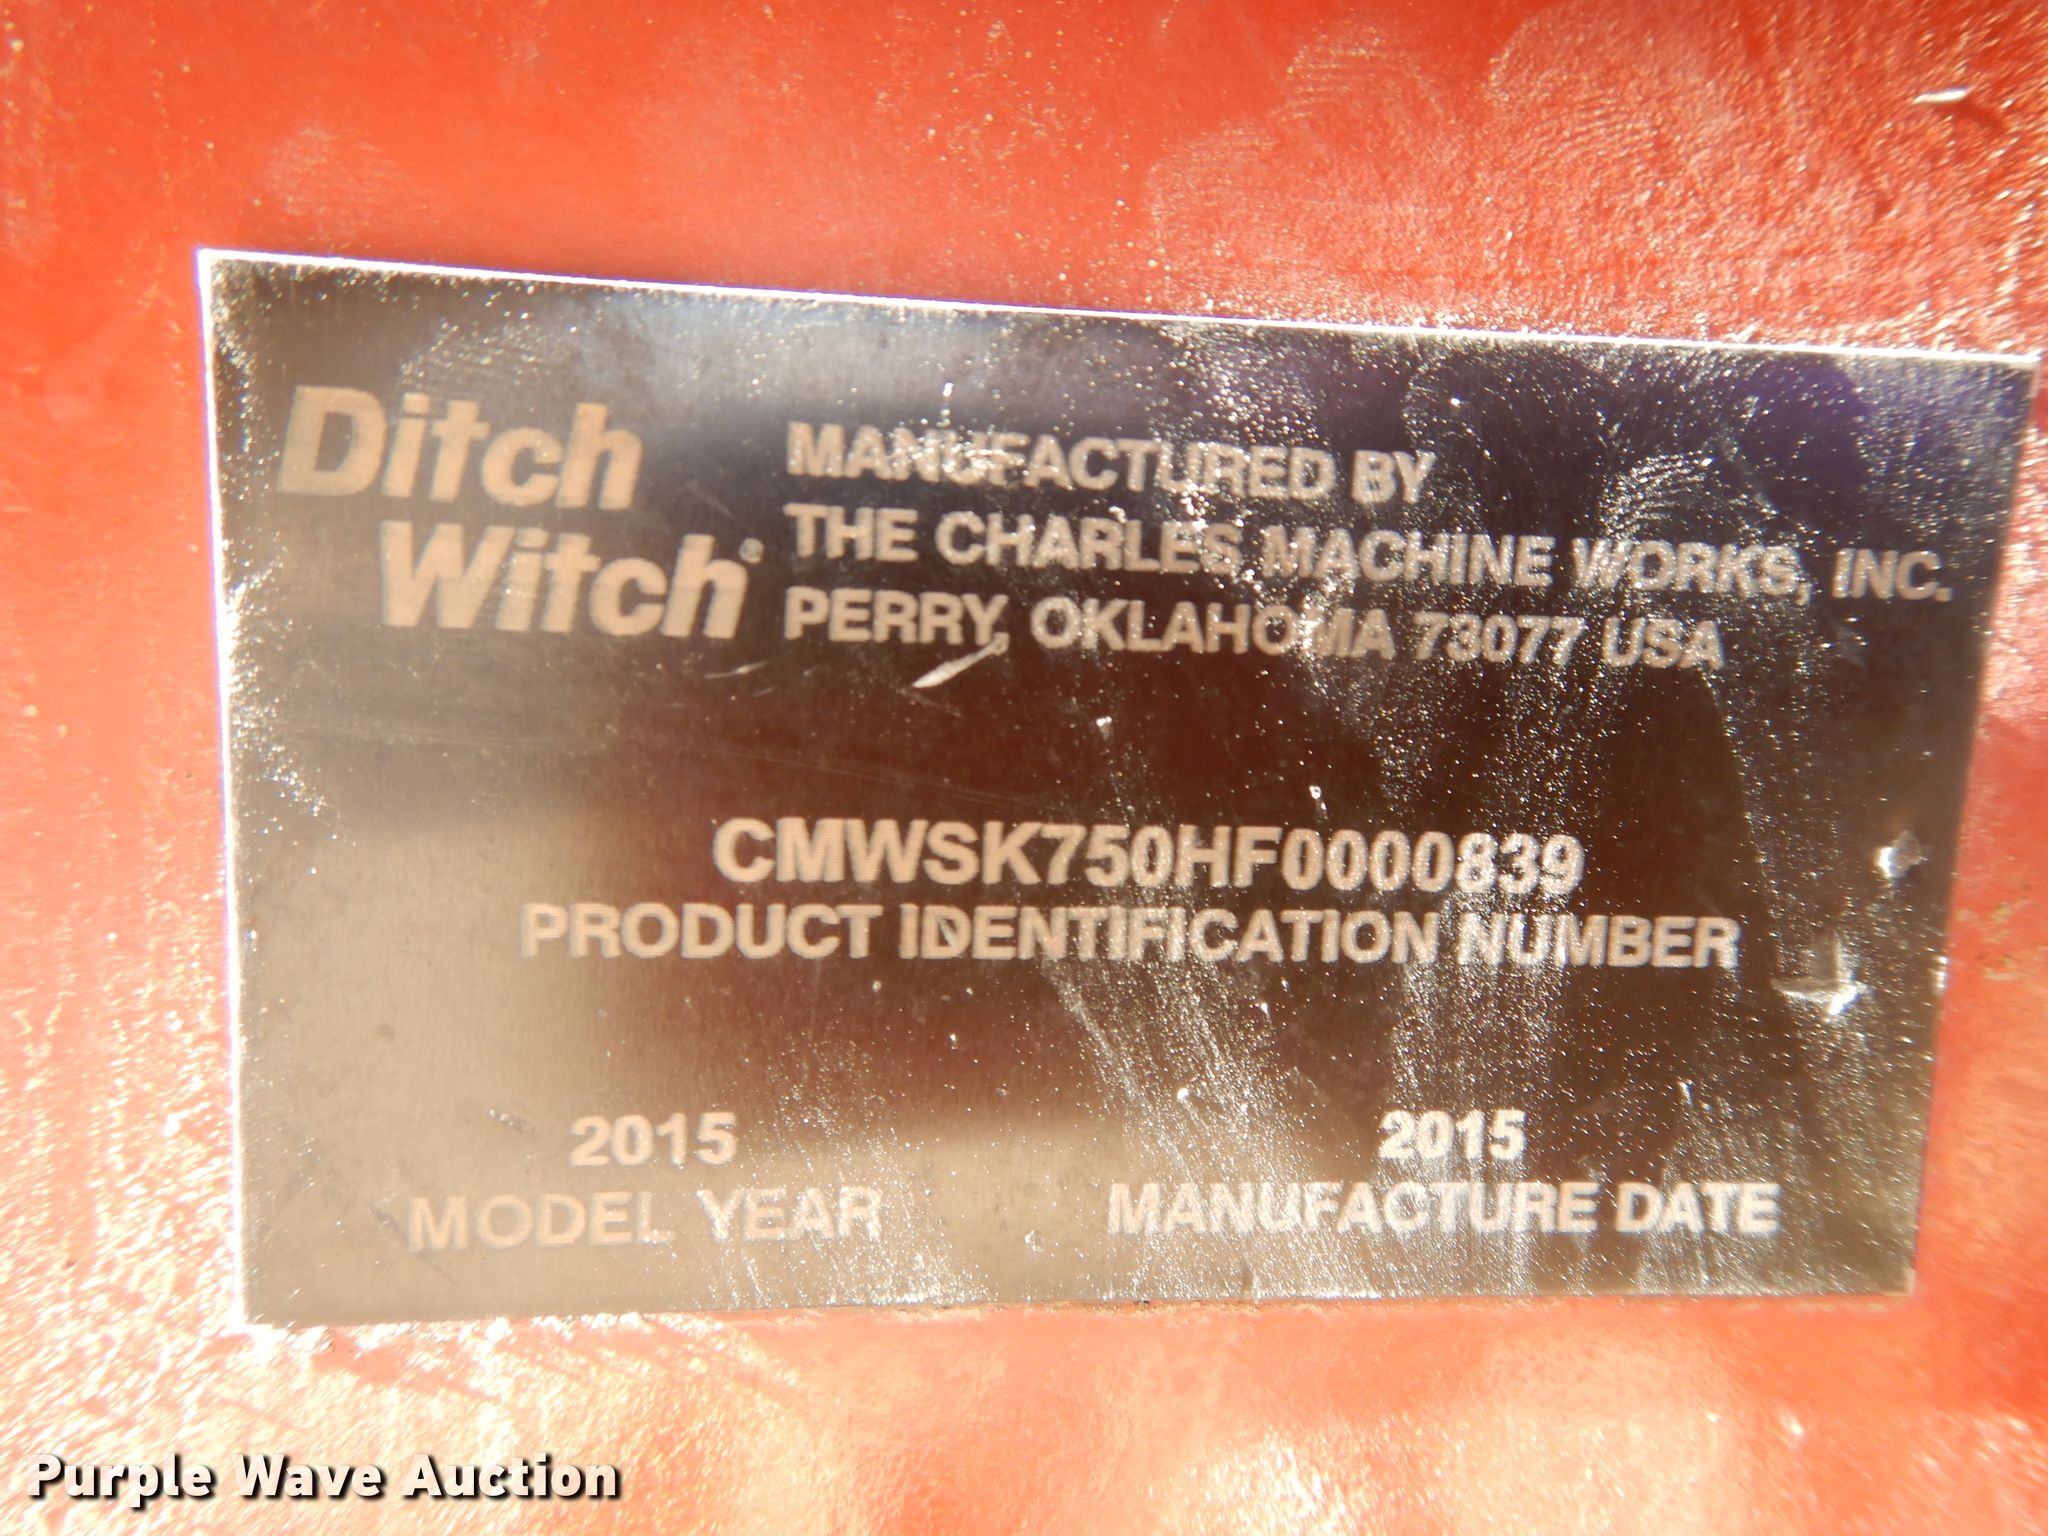 Ditch
Witch
MANUFACTURED BY
THE CHARLES MACHINE WORKS, INC.
PERRY, OKLAHOMA 73077 USA
CMWSK750HF0000839
PRODUCT IDENTIFICATION NUMBER
2015
MODEL YEAR
2015
MANUFACTURE DATE
Purple Wave Auction